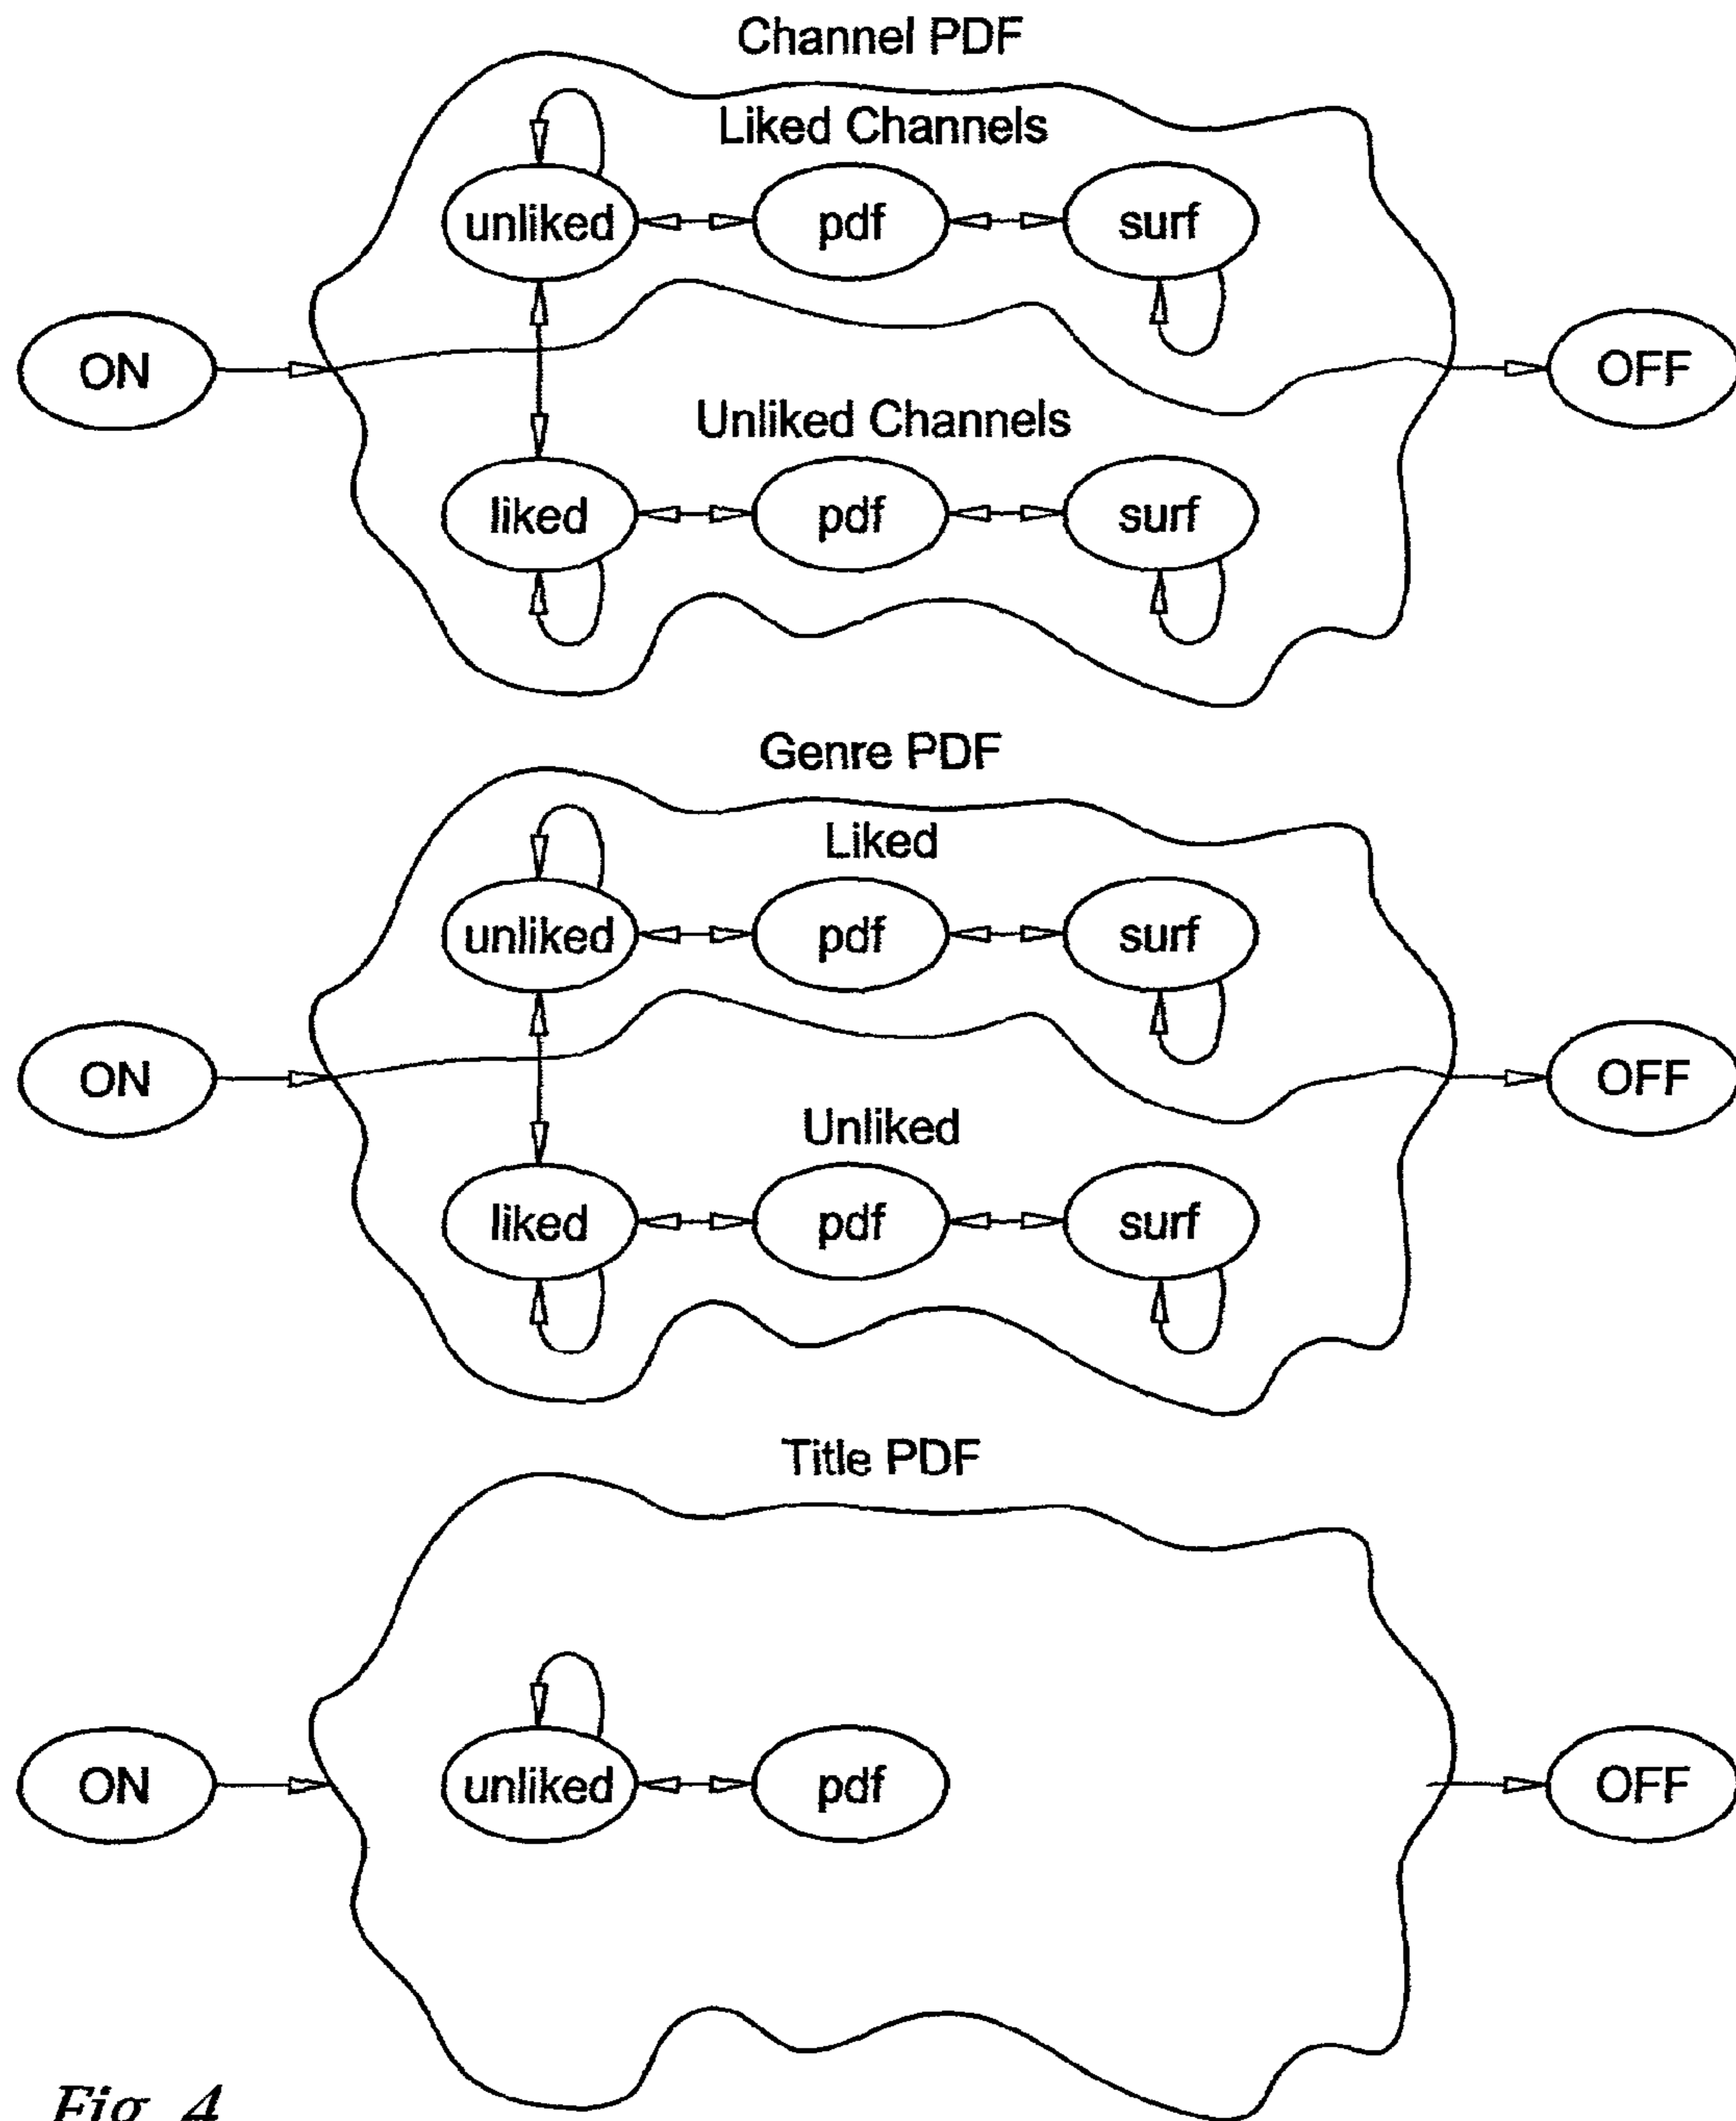 Channel PDF
Liked Channels
unliked pdf surf
ON OFF
Unliked Channels
liked pdf surf
Genre PDF
Liked
unliked pdf surf
ON OFF
Unliked
liked pdf surf
Title PDF
ON unliked pdf OFF
Fig 4